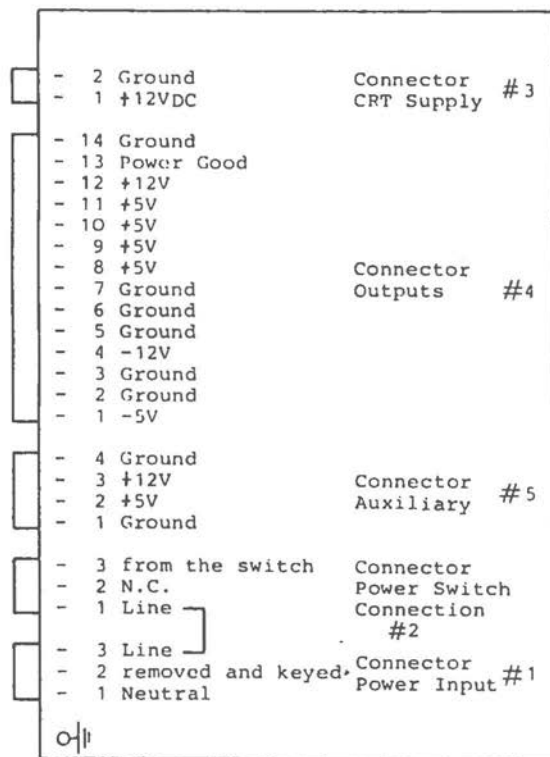 - 2 Ground Connector #3
- 1 +12VDC CRT Supply
- 14 Ground
- 13 Power Good
- 12 +12V
- 11 +5V
- 10 +5V
- 9 +5V
- 8 +5V Connector
- 7 Ground Outputs #4
- 6 Ground
- 5 Ground
- 4 -12V
- 3 Ground
- 2 Ground
- 1 -5V
- 4 Ground
- 3 +12V Connector #5
- 2 +5V Auxiliary
- 1 Ground
- 3 from the switch Connector
- 2 N.C. Power Switch
- 1 Line Connection
#2
- 3 Line
- 2 removed and keyed. Connector #1
- 1 Neutral Power Input